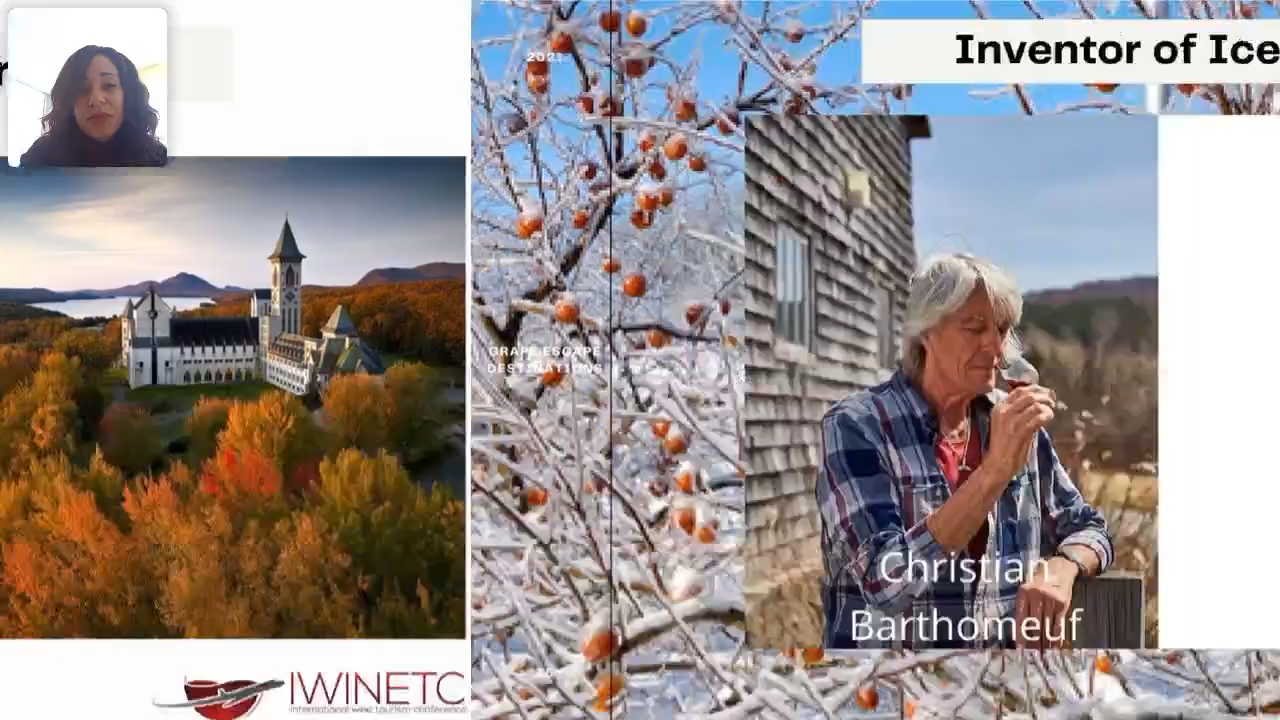 Inventor of Ice
2021
GRAPE ESCAPE
DESTINATIONS
Christian
Barthomeuf
IWINETC
international wine tourism conference